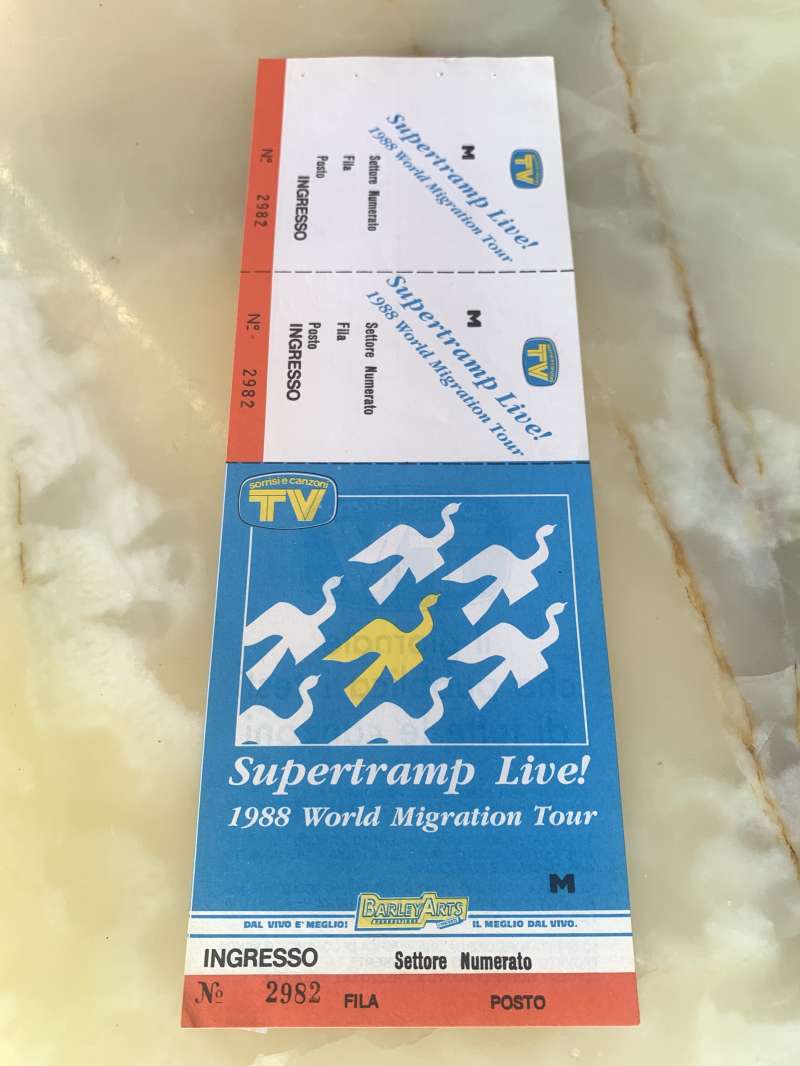 TV
M
Supertramp Live!
1988 World Migration Tour
Settore Numerato
Fila
Posto
INGRESSO
Nº 2982
TV
M
Supertramp Live!
1988 World Migration Tour
Settore Numerato
Fila
Posto
INGRESSO
Nº 2982
sorrisi e canzoni
TV
Supertramp Live!
1988 World Migration Tour
M
BARLEY ARTS
DAL VIVO E' MEGLIO!
IL MEGLIO DAL VIVO.
INGRESSO Settore Numerato
Nº 2982 FILA POSTO